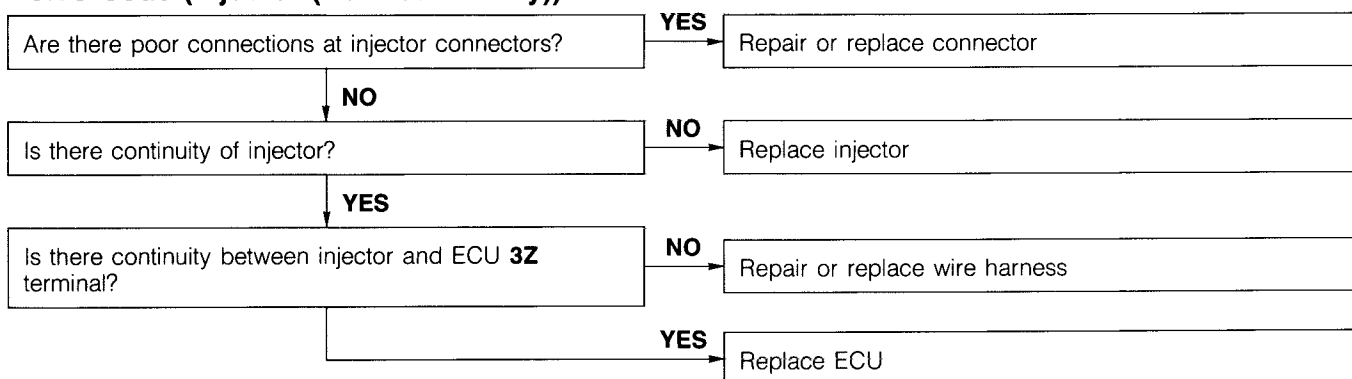 Are there poor connections at injector connectors?
YES
Repair or replace connector
NO
Is there continuity of injector?
NO
Replace injector
YES
Is there continuity between injector and ECU 3Z
terminal?
NO
Repair or replace wire harness
YES
Replace ECU